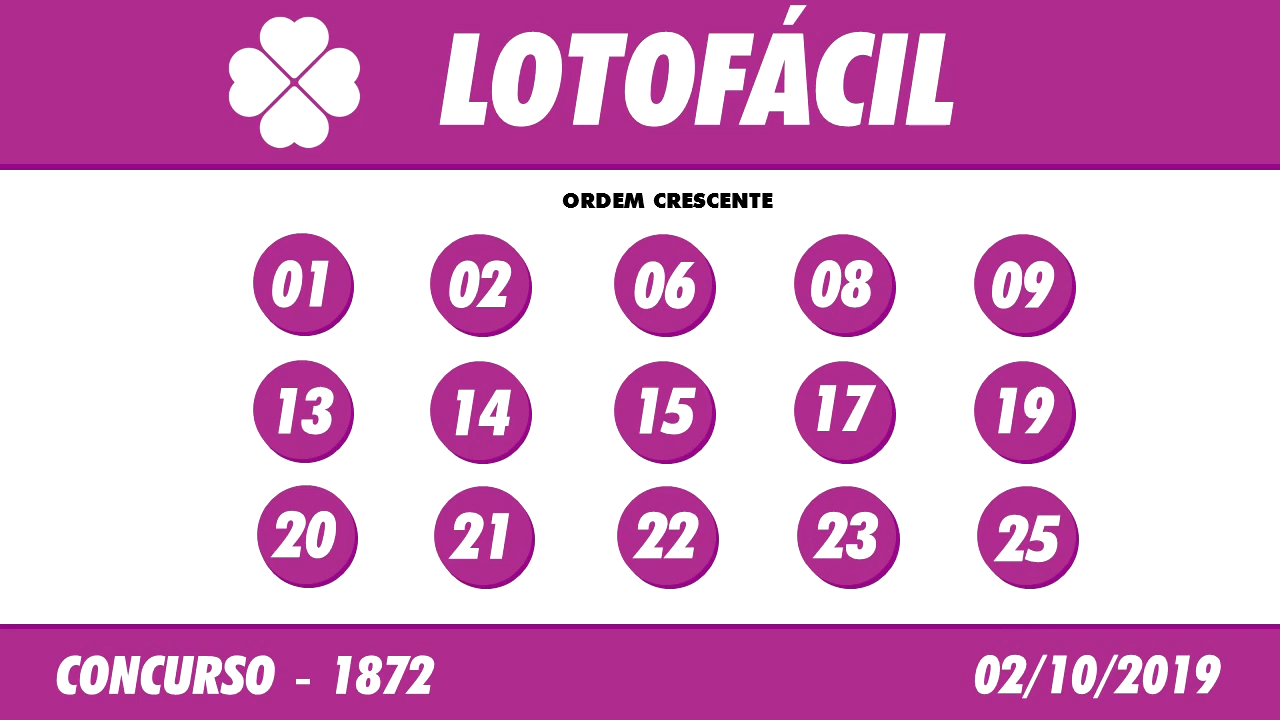 LOTOFÁCIL
ORDEM CRESCENTE
01 02 06 08 09
13 14 15 17 19
20 21 22 23 25
CONCURSO - 1872 02/10/2019